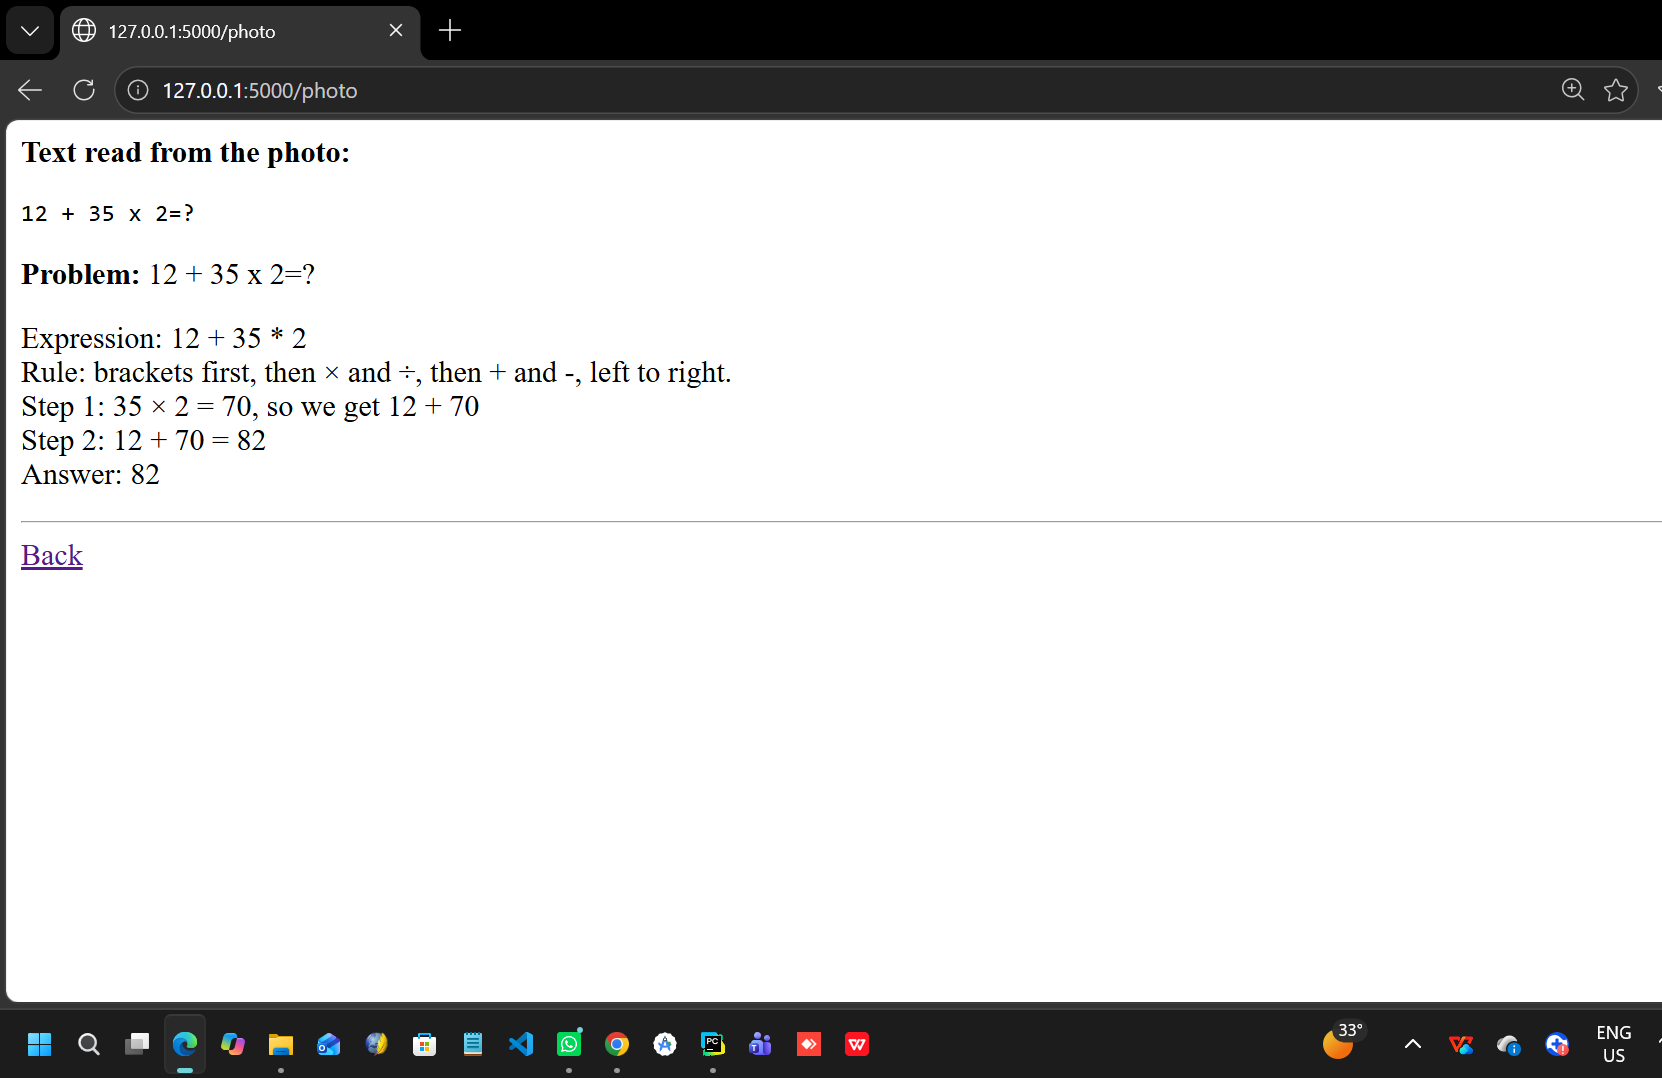 127.0.0.1:5000/photo
127.0.0.1:5000/photo
Text read from the photo:
12 + 35 x 2=?
Problem: 12 + 35 x 2=?
Expression: 12 + 35 * 2
Rule: brackets first, then × and ÷, then + and -, left to right.
Step 1: 35 × 2 = 70, so we get 12 + 70
Step 2: 12 + 70 = 82
Answer: 82
Back
PC
33°
ENG
US